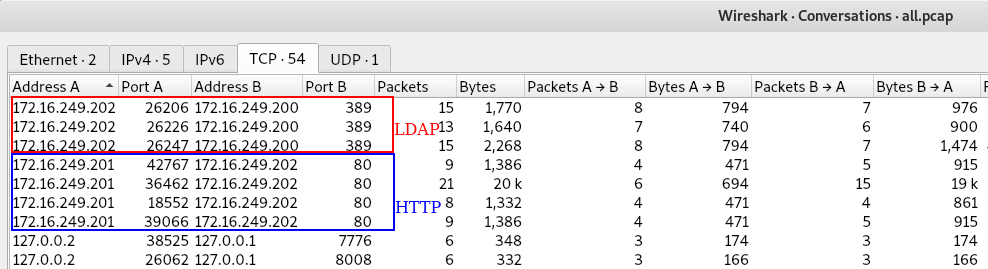 Wireshark · Conversations · all.pcap
Ethernet · 2 IPv4 · 5 IPv6 TCP · 54 UDP · 1
Address A Port A Address B Port B Packets Bytes Packets A → B Bytes A → B Packets B → A Bytes B → A
172.16.249.202 26206 172.16.249.200 389 15 1,770 8 794 7 976
172.16.249.202 26226 172.16.249.200 389 LDAP 13 1,640 7 740 6 900
172.16.249.202 26247 172.16.249.200 389 15 2,268 8 794 7 1,474
172.16.249.201 42767 172.16.249.202 80 9 1,386 4 471 5 915
172.16.249.201 36462 172.16.249.202 80 21 20 k 6 694 15 19 k
172.16.249.201 18552 172.16.249.202 80 HTTP 8 1,332 4 471 4 861
172.16.249.201 39066 172.16.249.202 80 9 1,386 4 471 5 915
127.0.0.2 38525 127.0.0.1 7776 6 348 3 174 3 174
127.0.0.2 26062 127.0.0.1 8008 6 332 3 166 3 166